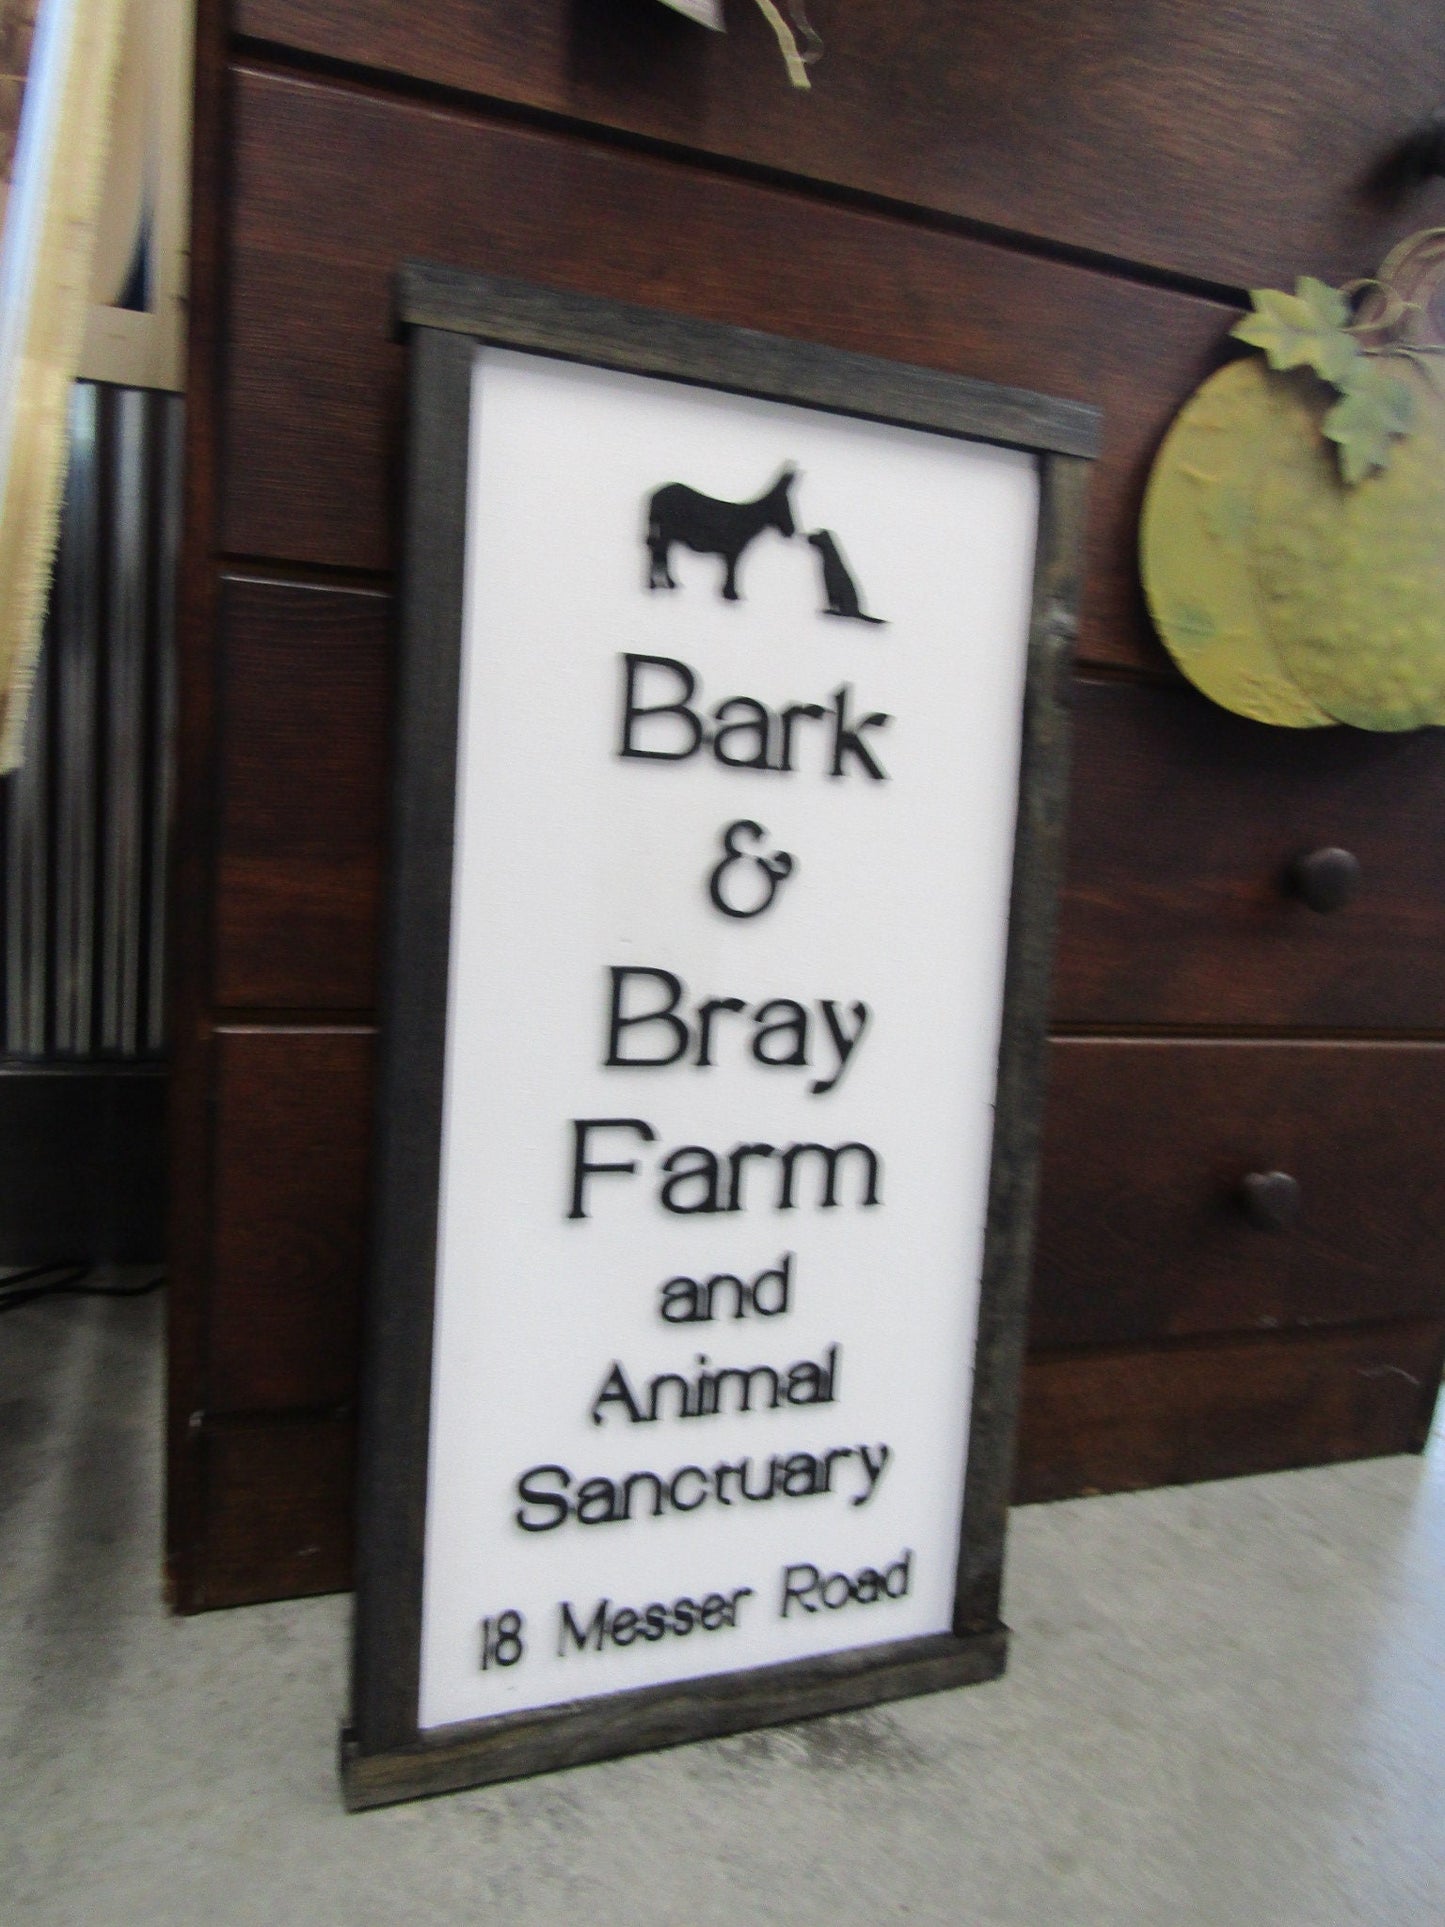 Bark
&
Bray
Farm
and
Animal
Sanctuary
18 Messer Road